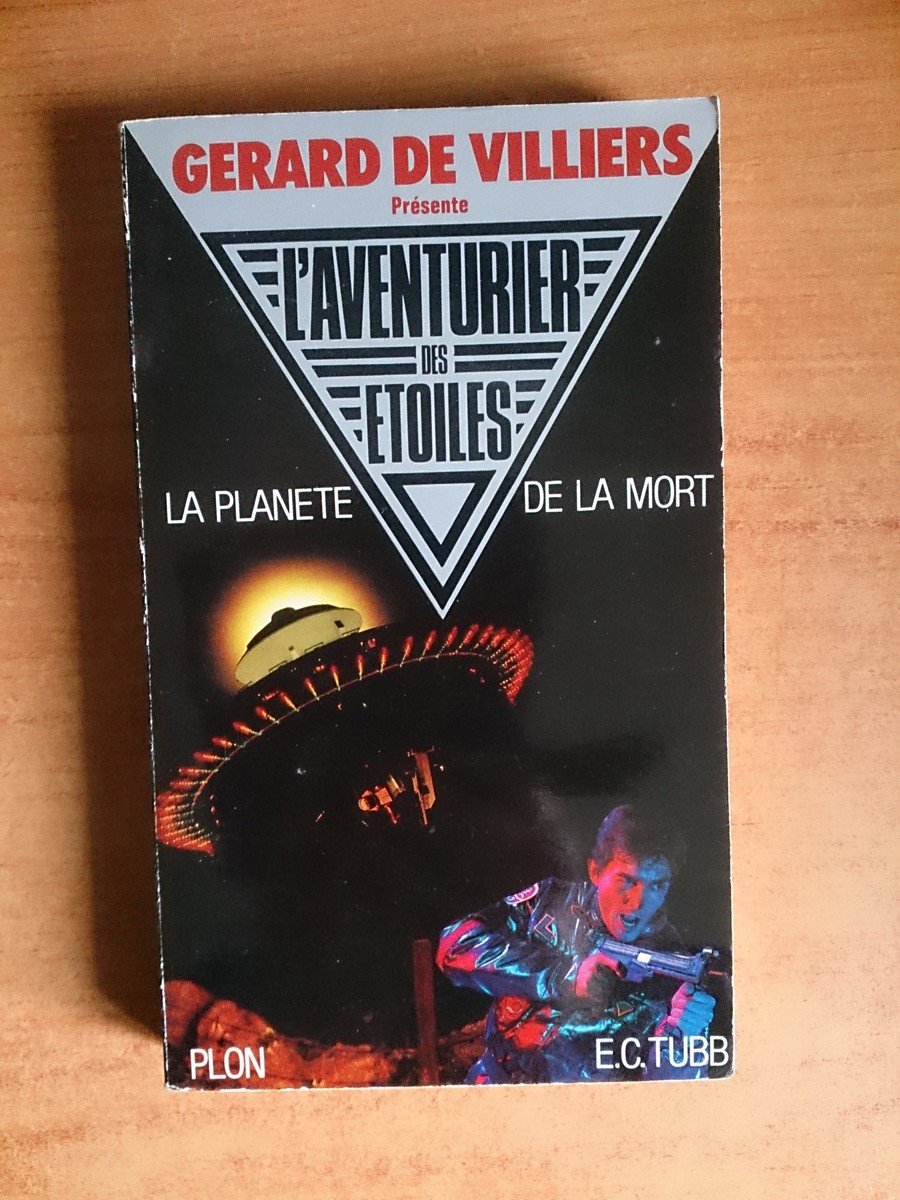 GERARD DE VILLIERS
Présente
L'AVENTURIER
DES
ETOILES
LA PLANETE DE LA MORT
PLON
E.C. TUBB